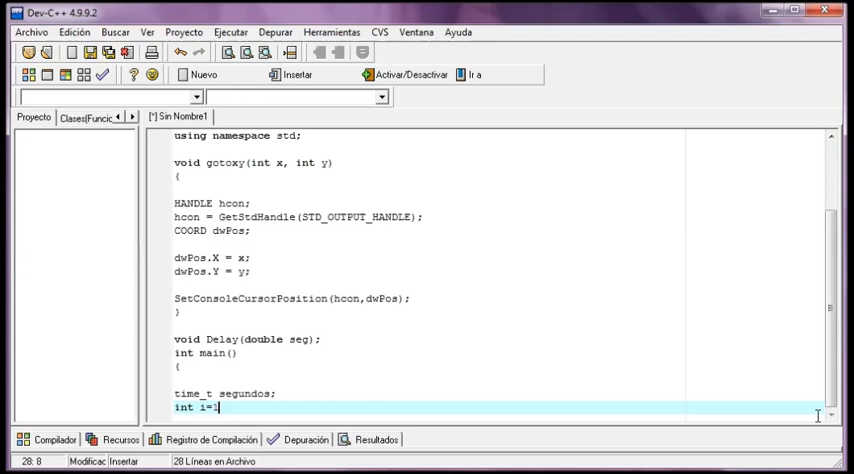 Dev-C++ 4.9.9.2
Archivo Edición Buscar Ver Proyecto Ejecutar Depurar Herramientas CVS Ventana Ayuda
Nuevo Insertar Activar/Desactivar Ir a
Proyecto Clases(Funcio [*] Sin Nombre1
using namespace std;
void gotoxy(int x, int y)
{
HANDLE hcon;
hcon = GetStdHandle(STD_OUTPUT_HANDLE);
COORD dwPos;
dwPos.X = x;
dwPos.Y = y;
SetConsoleCursorPosition(hcon,dwPos);
}
void Delay(double seg);
int main()
{
time_t segundos;
int i=1
Compilador Recursos Registro de Compilación Depuración Resultados
28: 8 Modificac Insertar 28 Líneas en Archivo